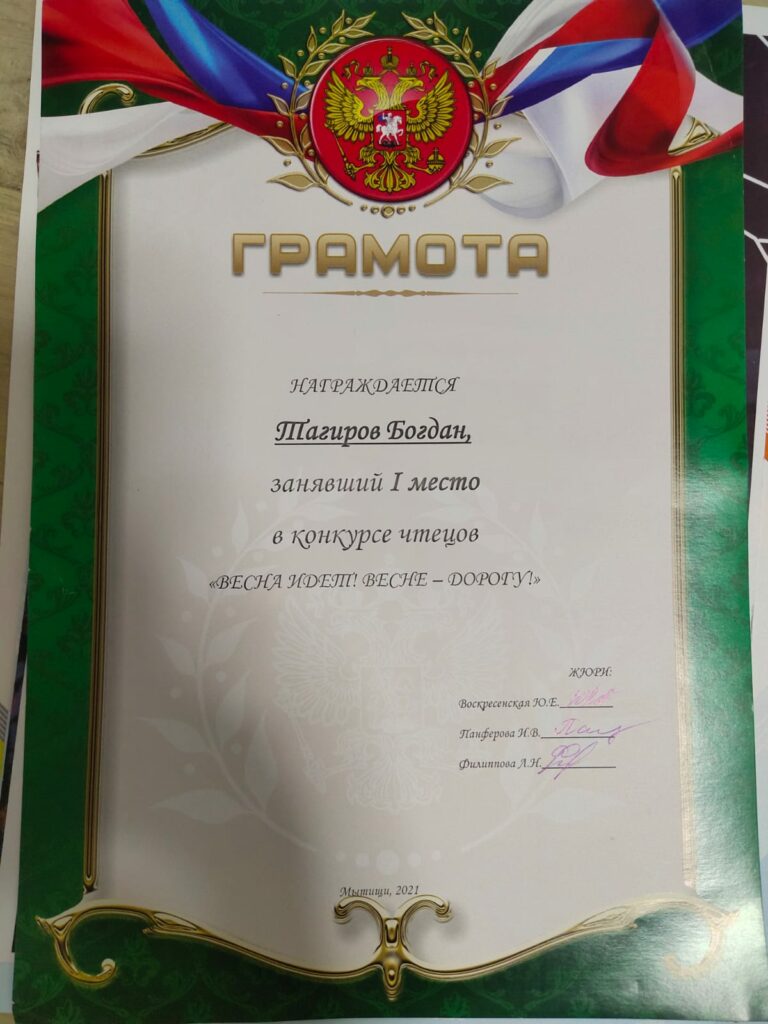 ГРАМОТА
НАГРАЖДАЕТСЯ
Тагиров Богдан,
занявший I место
в конкурсе чтецов
«ВЕСНА ИДЕТ! ВЕСНЕ – ДОРОГУ!»
ЖЮРИ:
Воскресенская Ю.Е.
Панферова И.В.
Филиппова Л.Н.
Мытищи, 2021